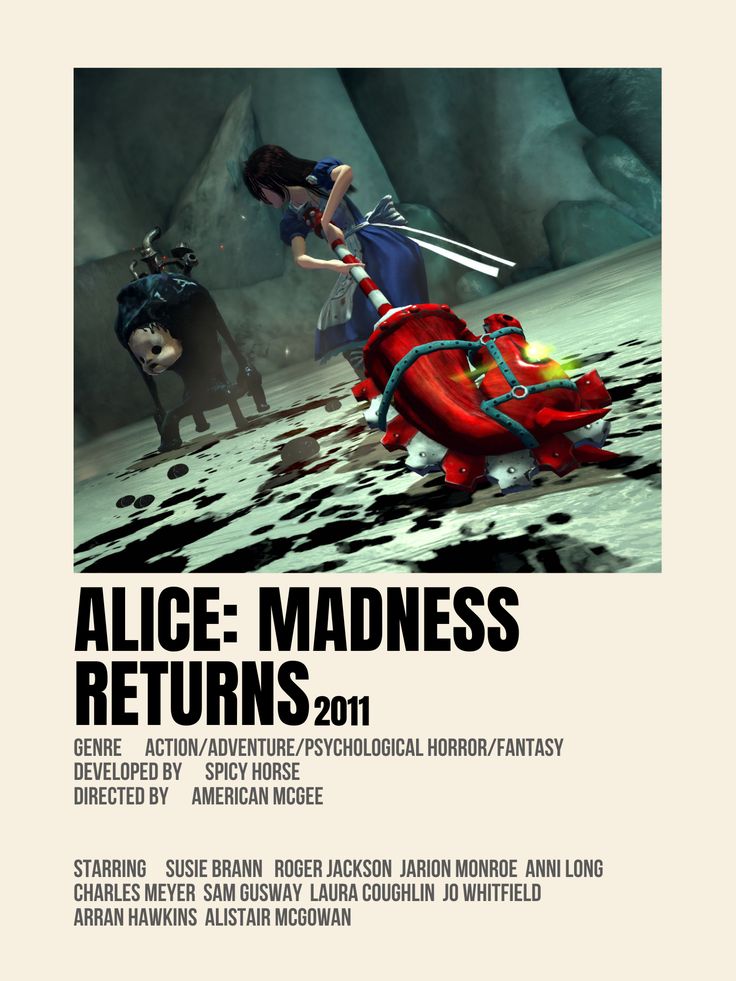 ALICE: MADNESS
RETURNS 2011
GENRE ACTION/ADVENTURE/PSYCHOLOGICAL HORROR/FANTASY
DEVELOPED BY SPICY HORSE
DIRECTED BY AMERICAN MCGEE
STARRING SUSIE BRANN ROGER JACKSON JARION MONROE ANNI LONG
CHARLES MEYER SAM GUSWAY LAURA COUGHLIN JO WHITFIELD
ARRAN HAWKINS ALISTAIR MCGOWAN